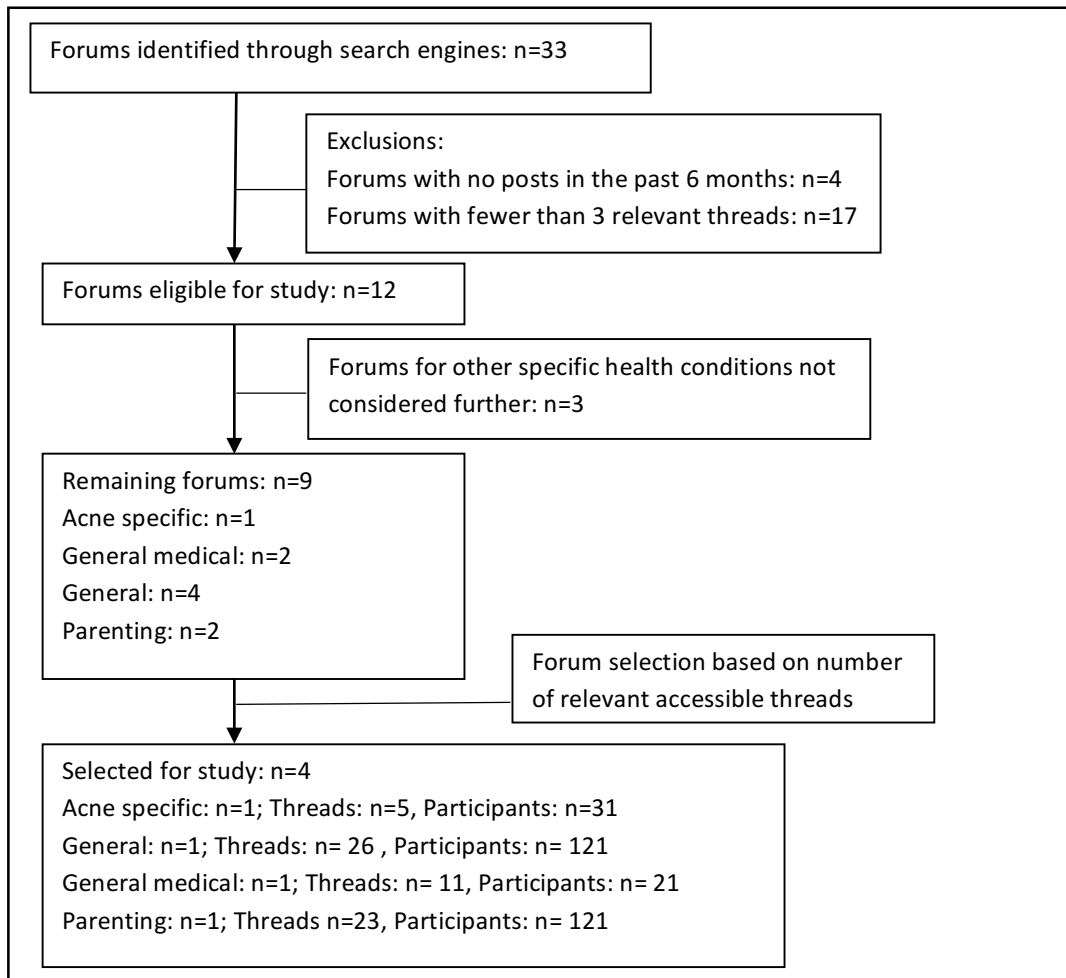 Forums identified through search engines: n=33
Exclusions:
Forums with no posts in the past 6 months: n=4
Forums with fewer than 3 relevant threads: n=17
Forums eligible for study: n=12
Forums for other specific health conditions not
considered further: n=3
Remaining forums: n=9
Acne specific: n=1
General medical: n=2
General: n=4
Parenting: n=2
Forum selection based on number
of relevant accessible threads
Selected for study: n=4
Acne specific: n=1; Threads: n=5, Participants: n=31
General: n=1; Threads: n= 26 , Participants: n= 121
General medical: n=1; Threads: n= 11, Participants: n= 21
Parenting: n=1; Threads n=23, Participants: n= 121